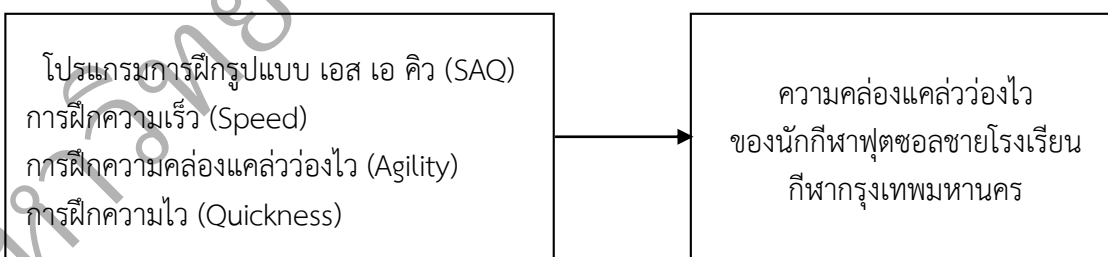 โปรแกรมการฝึกรูปแบบ เอส เอ คิว (SAQ)
การฝึกความเร็ว (Speed)
การฝึกความคล่องแคล่วว่องไว (Agility)
การฝึกความไว (Quickness)
ความคล่องแคล่วว่องไว
ของนักกีฬาฟุตซอลชายโรงเรียน
กีฬากรุงเทพมหานคร